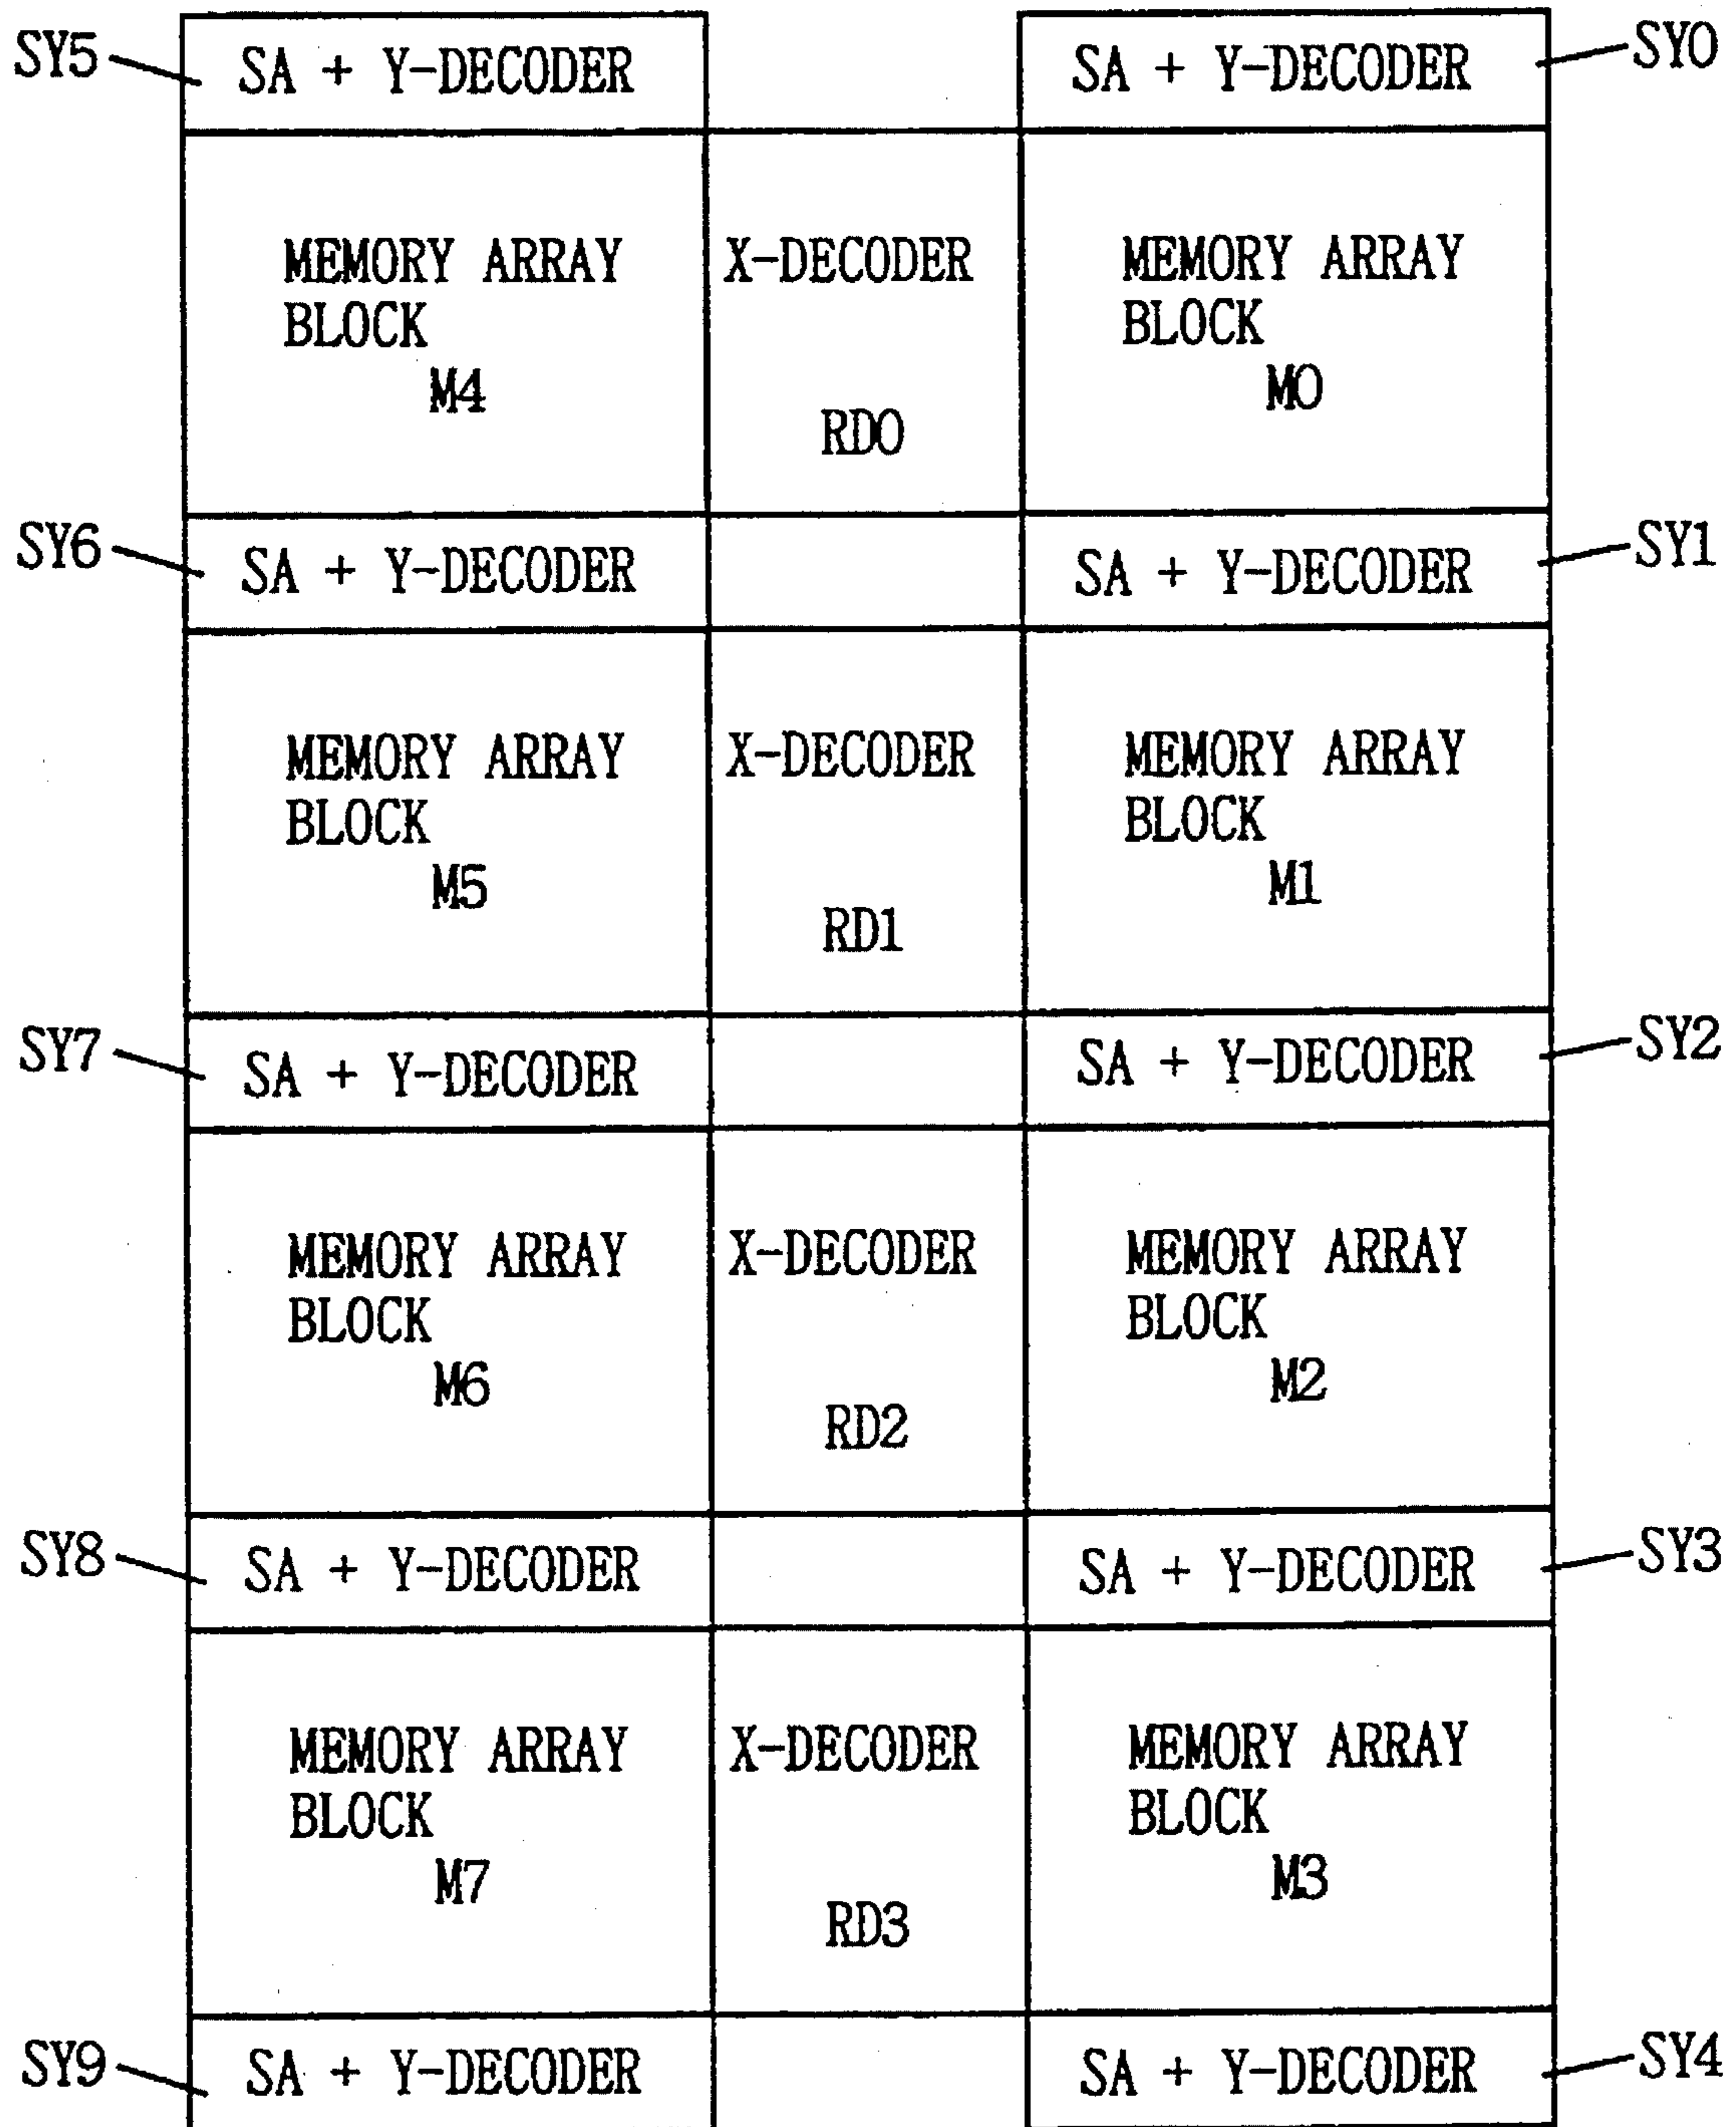 SY5
SA + Y-DECODER
SA + Y-DECODER
SY0
MEMORY ARRAY
BLOCK
M4
X-DECODER
RD0
MEMORY ARRAY
BLOCK
M0
SY6
SA + Y-DECODER
SA + Y-DECODER
SY1
MEMORY ARRAY
BLOCK
M5
X-DECODER
RD1
MEMORY ARRAY
BLOCK
M1
SY7
SA + Y-DECODER
SA + Y-DECODER
SY2
MEMORY ARRAY
BLOCK
M6
X-DECODER
RD2
MEMORY ARRAY
BLOCK
M2
SY8
SA + Y-DECODER
SA + Y-DECODER
SY3
MEMORY ARRAY
BLOCK
M7
X-DECODER
RD3
MEMORY ARRAY
BLOCK
M3
SY9
SA + Y-DECODER
SA + Y-DECODER
SY4